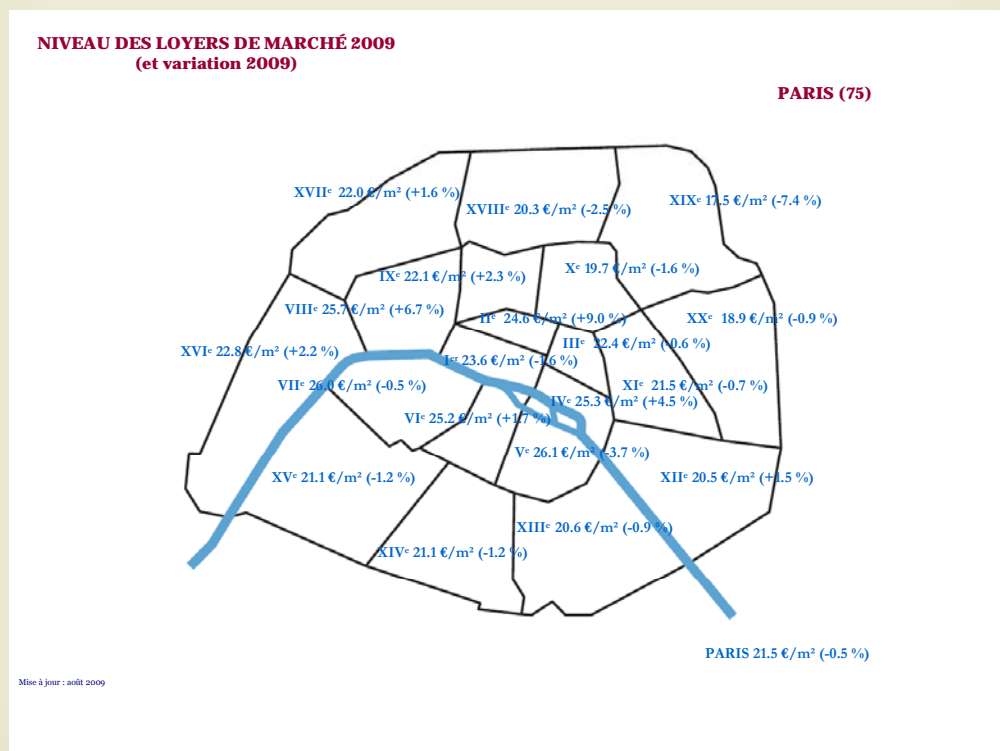 NIVEAU DES LOYERS DE MARCHÉ 2009
(et variation 2009)
PARIS (75)
XVIIᵉ 22.0 €/m² (+1.6 %)
XVIIIᵉ 20.3 €/m² (-2.5 %)
XIXᵉ 17.5 €/m² (-7.4 %)
IXᵉ 22.1 €/m² (+2.3 %)
Xᵉ 19.7 €/m² (-1.6 %)
VIIIᵉ 25.7 €/m² (+6.7 %)
IIᵉ 24.6 €/m² (+9.0 %)
XXᵉ 18.9 €/m² (-0.9 %)
XVIᵉ 22.8 €/m² (+2.2 %)
IIIᵉ 22.4 €/m² (-0.6 %)
Iᵉʳ 23.6 €/m² (-1.6 %)
VIIᵉ 26.0 €/m² (-0.5 %)
XIᵉ 21.5 €/m² (-0.7 %)
IVᵉ 25.3 €/m² (+4.5 %)
VIᵉ 25.2 €/m² (+1.7 %)
Vᵉ 26.1 €/m² (-3.7 %)
XVᵉ 21.1 €/m² (-1.2 %)
XIIᵉ 20.5 €/m² (+1.5 %)
XIIIᵉ 20.6 €/m² (-0.9 %)
XIVᵉ 21.1 €/m² (-1.2 %)
PARIS 21.5 €/m² (-0.5 %)
Mise à jour : août 2009